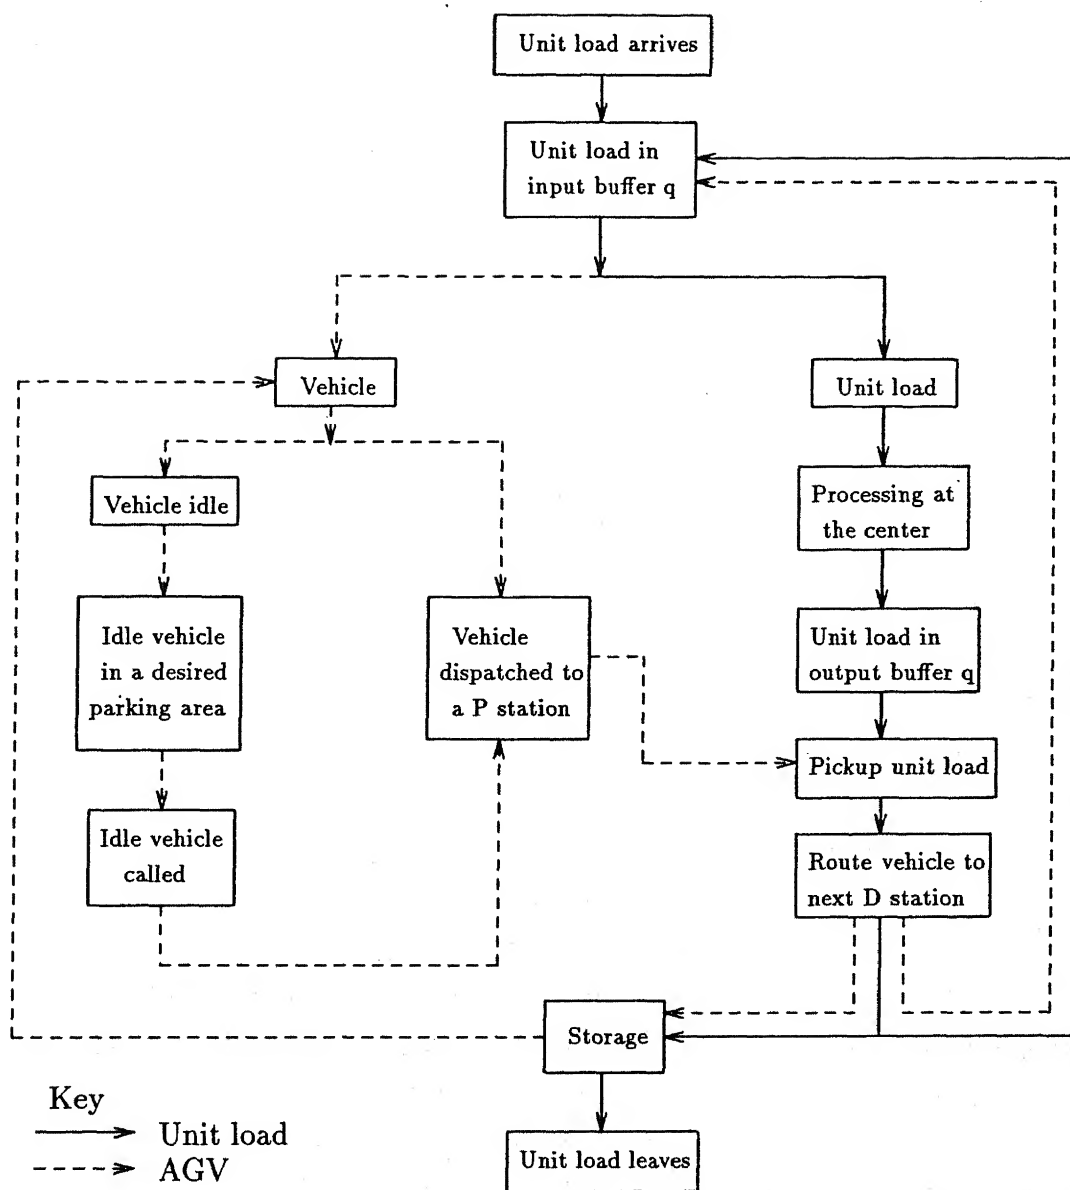 Unit load arrives
Unit load in
input buffer q
Vehicle
Unit load
Vehicle idle
Processing at
the center
Idle vehicle
in a desired
parking area
Vehicle
dispatched to
a P station
Unit load in
output buffer q
Pickup unit load
Idle vehicle
called
Route vehicle to
next D station
Storage
Key
Unit load
AGV
Unit load leaves